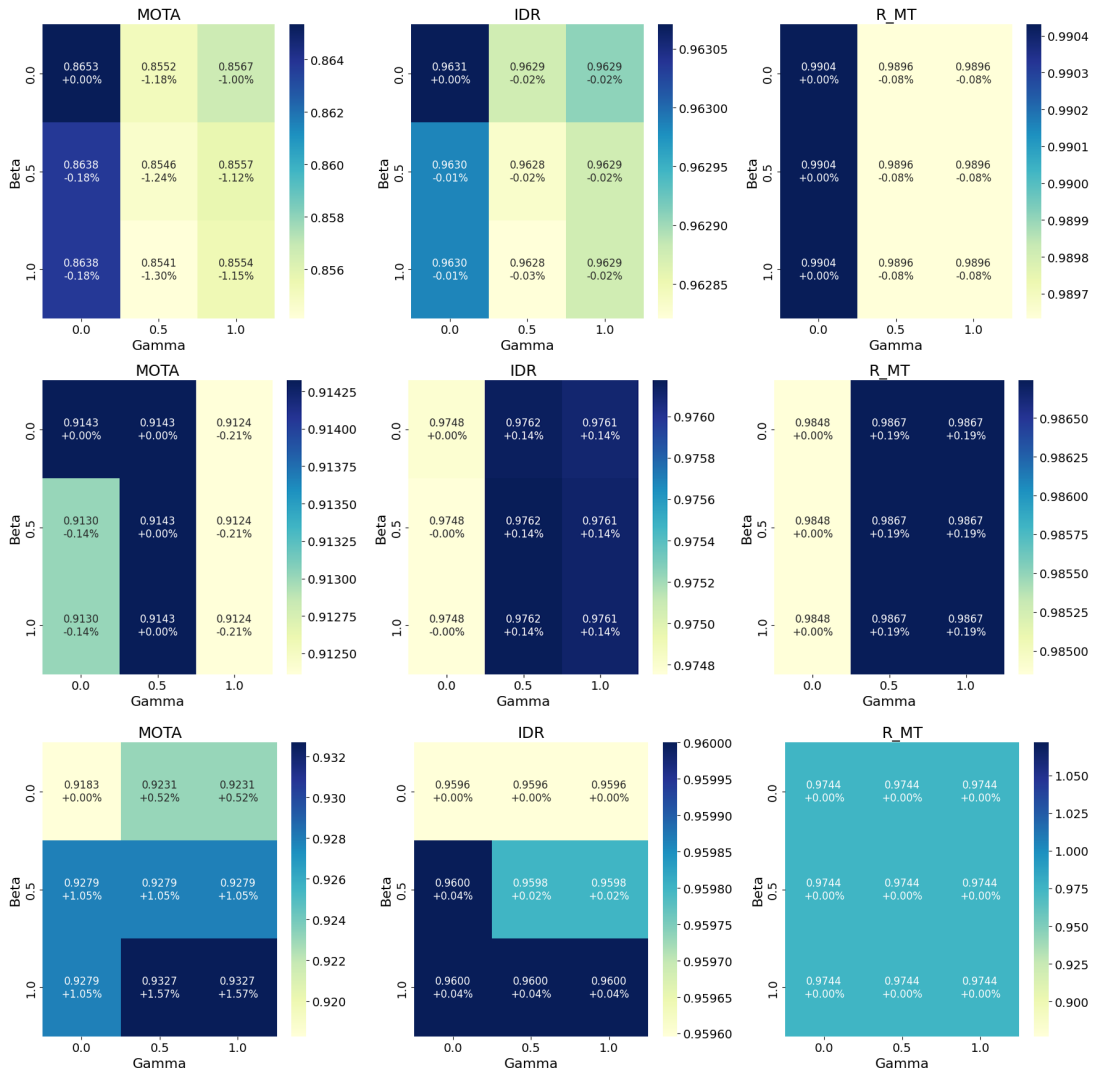 MOTA
IDR
R_MT
0.8653 0.8552 0.8567
+0.00% -1.18% -1.00%
0.8638 0.8546 0.8557
-0.18% -1.24% -1.12%
0.8638 0.8541 0.8554
-0.18% -1.30% -1.15%
0.0
0.5
1.0
Beta
0.0 0.5 1.0
Gamma
0.864
0.862
0.860
0.858
0.856
0.9631 0.9629 0.9629
+0.00% -0.02% -0.02%
0.9630 0.9628 0.9629
-0.01% -0.02% -0.02%
0.9630 0.9628 0.9629
-0.01% -0.03% -0.02%
0.0
0.5
1.0
Beta
0.0 0.5 1.0
Gamma
0.96305
0.96300
0.96295
0.96290
0.96285
0.9904 0.9896 0.9896
+0.00% -0.08% -0.08%
0.9904 0.9896 0.9896
+0.00% -0.08% -0.08%
0.9904 0.9896 0.9896
+0.00% -0.08% -0.08%
0.0
0.5
1.0
Beta
0.0 0.5 1.0
Gamma
0.9904
0.9903
0.9902
0.9901
0.9900
0.9899
0.9898
0.9897
MOTA
IDR
R_MT
0.9143 0.9143 0.9124
+0.00% +0.00% -0.21%
0.9130 0.9143 0.9124
-0.14% +0.00% -0.21%
0.9130 0.9143 0.9124
-0.14% +0.00% -0.21%
0.0
0.5
1.0
Beta
0.0 0.5 1.0
Gamma
0.91425
0.91400
0.91375
0.91350
0.91325
0.91300
0.91275
0.91250
0.9748 0.9762 0.9761
+0.00% +0.14% +0.14%
0.9748 0.9762 0.9761
-0.00% +0.14% +0.14%
0.9748 0.9762 0.9761
-0.00% +0.14% +0.14%
0.0
0.5
1.0
Beta
0.0 0.5 1.0
Gamma
0.9760
0.9758
0.9756
0.9754
0.9752
0.9750
0.9748
0.9848 0.9867 0.9867
+0.00% +0.19% +0.19%
0.9848 0.9867 0.9867
+0.00% +0.19% +0.19%
0.9848 0.9867 0.9867
+0.00% +0.19% +0.19%
0.0
0.5
1.0
Beta
0.0 0.5 1.0
Gamma
0.98650
0.98625
0.98600
0.98575
0.98550
0.98525
0.98500
MOTA
IDR
R_MT
0.9183 0.9231 0.9231
+0.00% +0.52% +0.52%
0.9279 0.9279 0.9279
+1.05% +1.05% +1.05%
0.9279 0.9327 0.9327
+1.05% +1.57% +1.57%
0.0
0.5
1.0
Beta
0.0 0.5 1.0
Gamma
0.932
0.930
0.928
0.926
0.924
0.922
0.920
0.9596 0.9596 0.9596
+0.00% +0.00% +0.00%
0.9600 0.9598 0.9598
+0.04% +0.02% +0.02%
0.9600 0.9600 0.9600
+0.04% +0.04% +0.04%
0.0
0.5
1.0
Beta
0.0 0.5 1.0
Gamma
0.96000
0.95995
0.95990
0.95985
0.95980
0.95975
0.95970
0.95965
0.95960
0.9744 0.9744 0.9744
+0.00% +0.00% +0.00%
0.9744 0.9744 0.9744
+0.00% +0.00% +0.00%
0.9744 0.9744 0.9744
+0.00% +0.00% +0.00%
0.0
0.5
1.0
Beta
0.0 0.5 1.0
Gamma
1.050
1.025
1.000
0.975
0.950
0.925
0.900